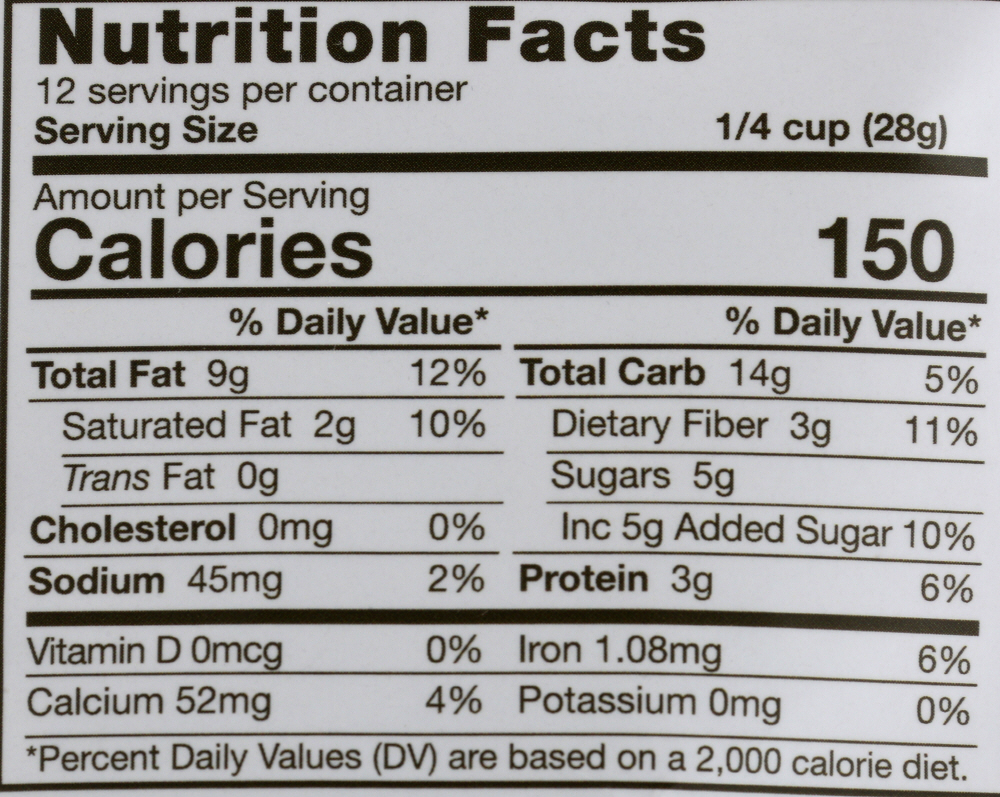 Nutrition Facts
12 servings per container
Serving Size 1/4 cup (28g)
Amount per Serving
Calories 150
% Daily Value* % Daily Value*
Total Fat 9g 12% Total Carb 14g 5%
Saturated Fat 2g 10% Dietary Fiber 3g 11%
Trans Fat 0g Sugars 5g
Cholesterol 0mg 0% Inc 5g Added Sugar 10%
Sodium 45mg 2% Protein 3g 6%
Vitamin D 0mcg 0% Iron 1.08mg 6%
Calcium 52mg 4% Potassium 0mg 0%
*Percent Daily Values (DV) are based on a 2,000 calorie diet.